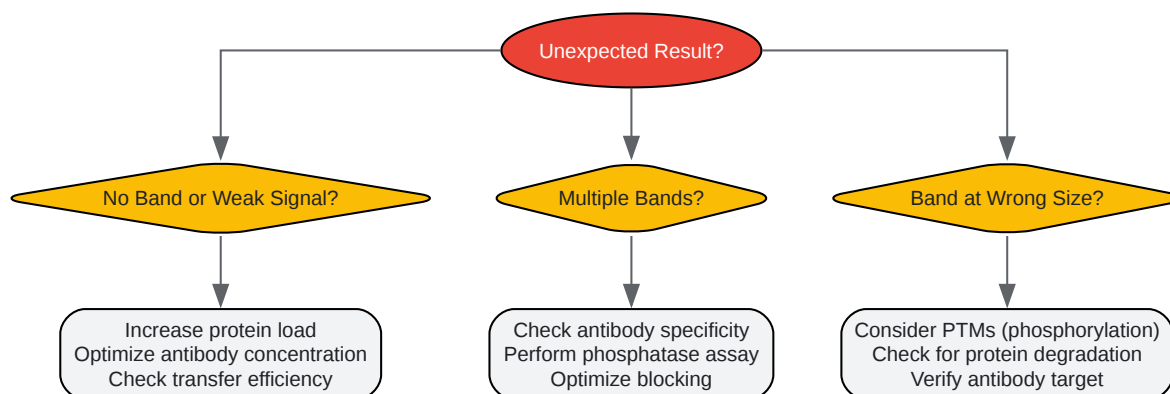 Unexpected Result?
No Band or Weak Signal?
Multiple Bands?
Band at Wrong Size?
Increase protein load
Optimize antibody concentration
Check transfer efficiency
Check antibody specificity
Perform phosphatase assay
Optimize blocking
Consider PTMs (phosphorylation)
Check for protein degradation
Verify antibody target